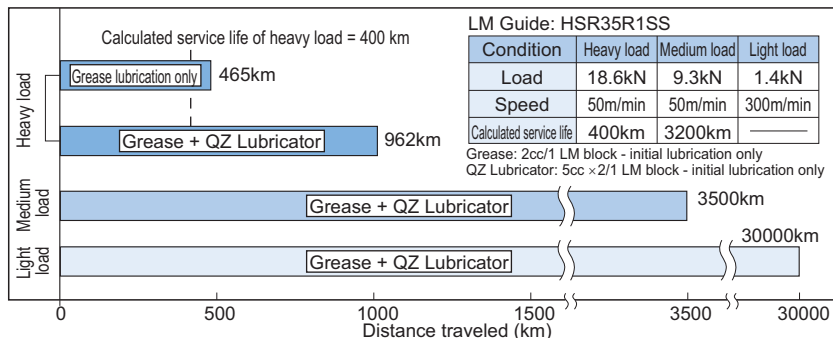 Calculated service life of heavy load = 400 km
Heavy load
Grease lubrication only
465km
Grease + QZ Lubricator
962km
Medium
load
Grease + QZ Lubricator
3500km
Light
load
Grease + QZ Lubricator
30000km
0 500 1000 1500 3500 30000
Distance traveled (km)
LM Guide: HSR35R1SS
Condition Heavy load Medium load Light load
Load 18.6kN 9.3kN 1.4kN
Speed 50m/min 50m/min 300m/min
Calculated service life 400km 3200km ——
Grease: 2cc/1 LM block - initial lubrication only
QZ Lubricator: 5cc ×2/1 LM block - initial lubrication only